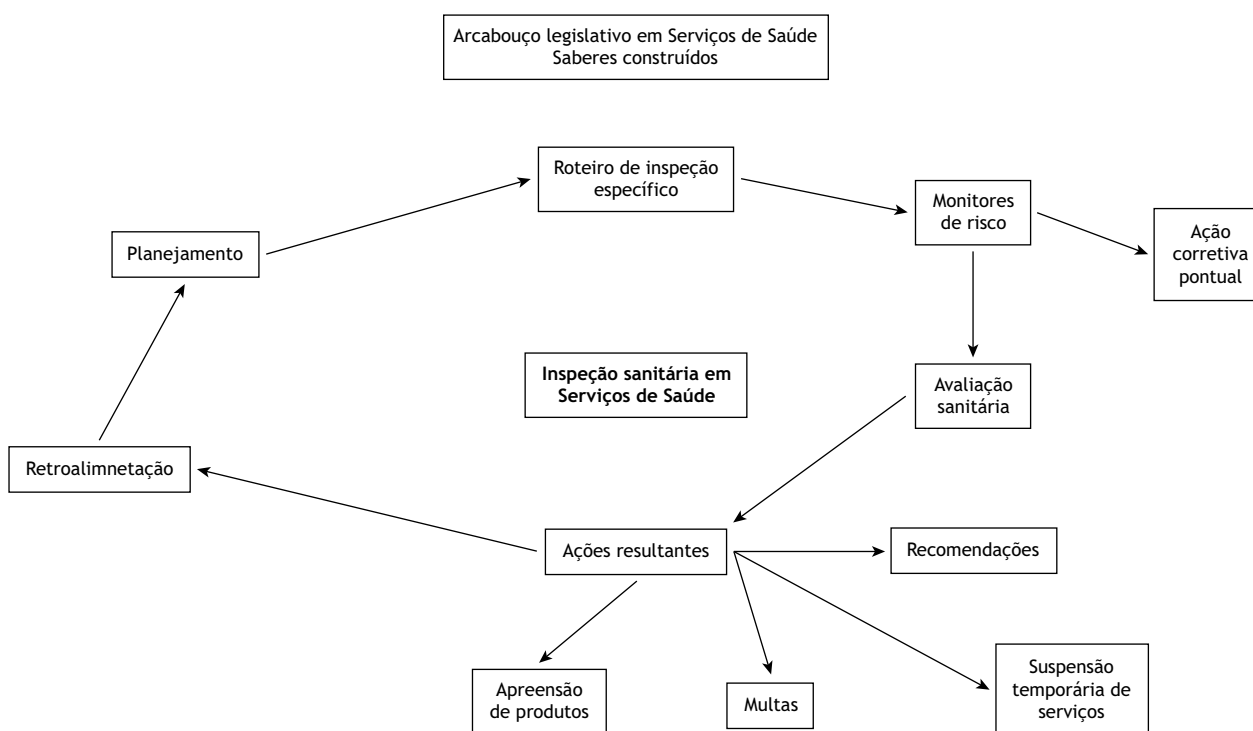 Arcabouço legislativo em Serviços de Saúde
Saberes construídos
Roteiro de inspeção
específico
Monitores
de risco
Ação
corretiva
pontual
Planejamento
Inspeção sanitária em
Serviços de Saúde
Avaliação
sanitária
Retroalimnetação
Ações resultantes
Recomendações
Apreensão
de produtos
Multas
Suspensão
temporária de
serviços